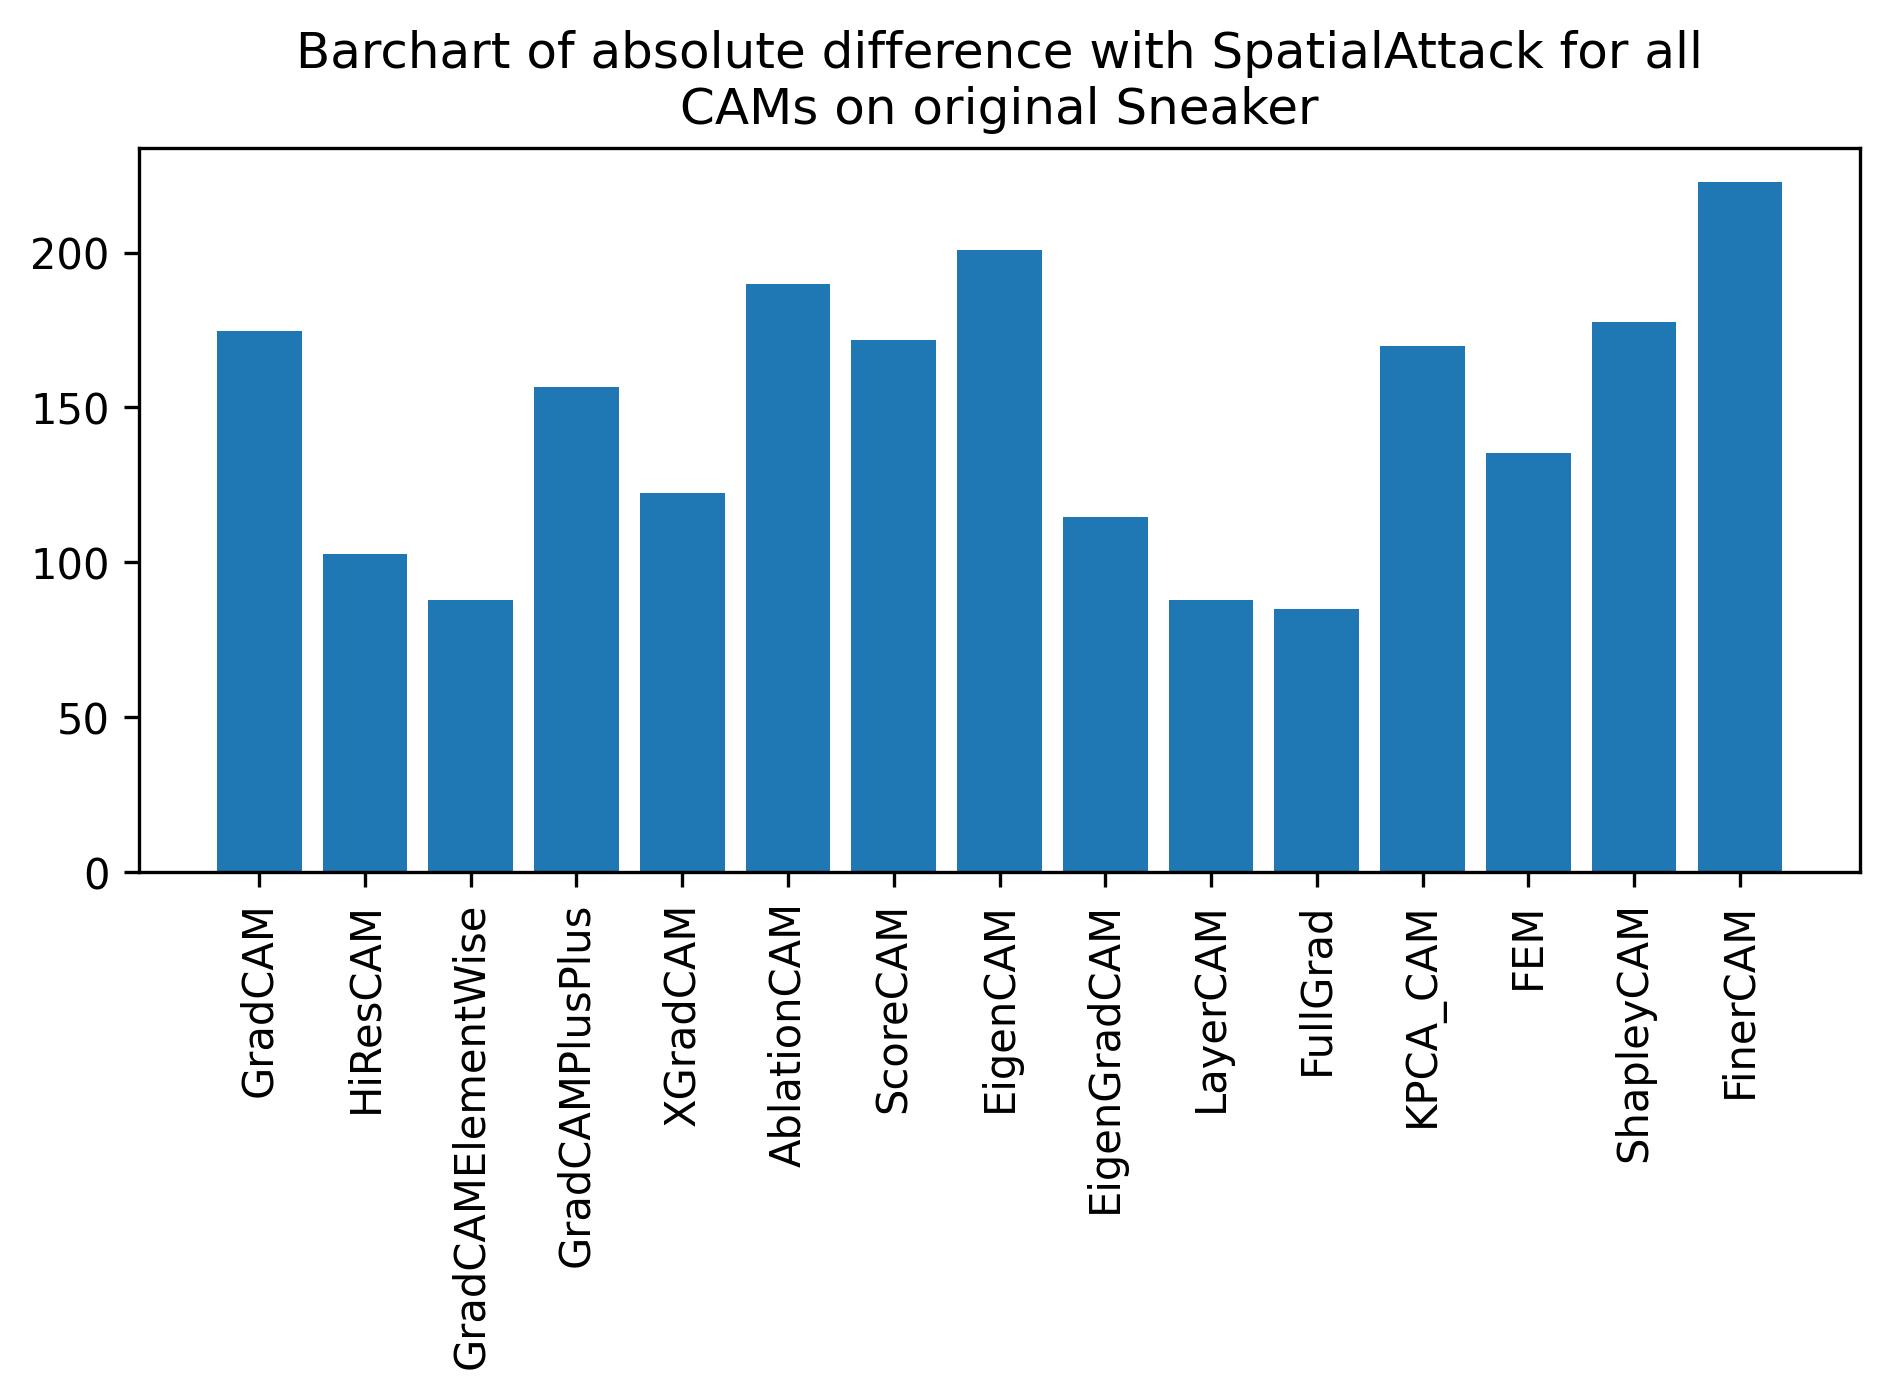 Barchart of absolute difference with SpatialAttack for all
CAMs on original Sneaker
200
150
100
50
0
GradCAM
HiResCAM
GradCAMElementWise
GradCAMPlusPlus
XGradCAM
AblationCAM
ScoreCAM
EigenCAM
EigenGradCAM
LayerCAM
FullGrad
KPCA_CAM
FEM
ShapleyCAM
FinerCAM